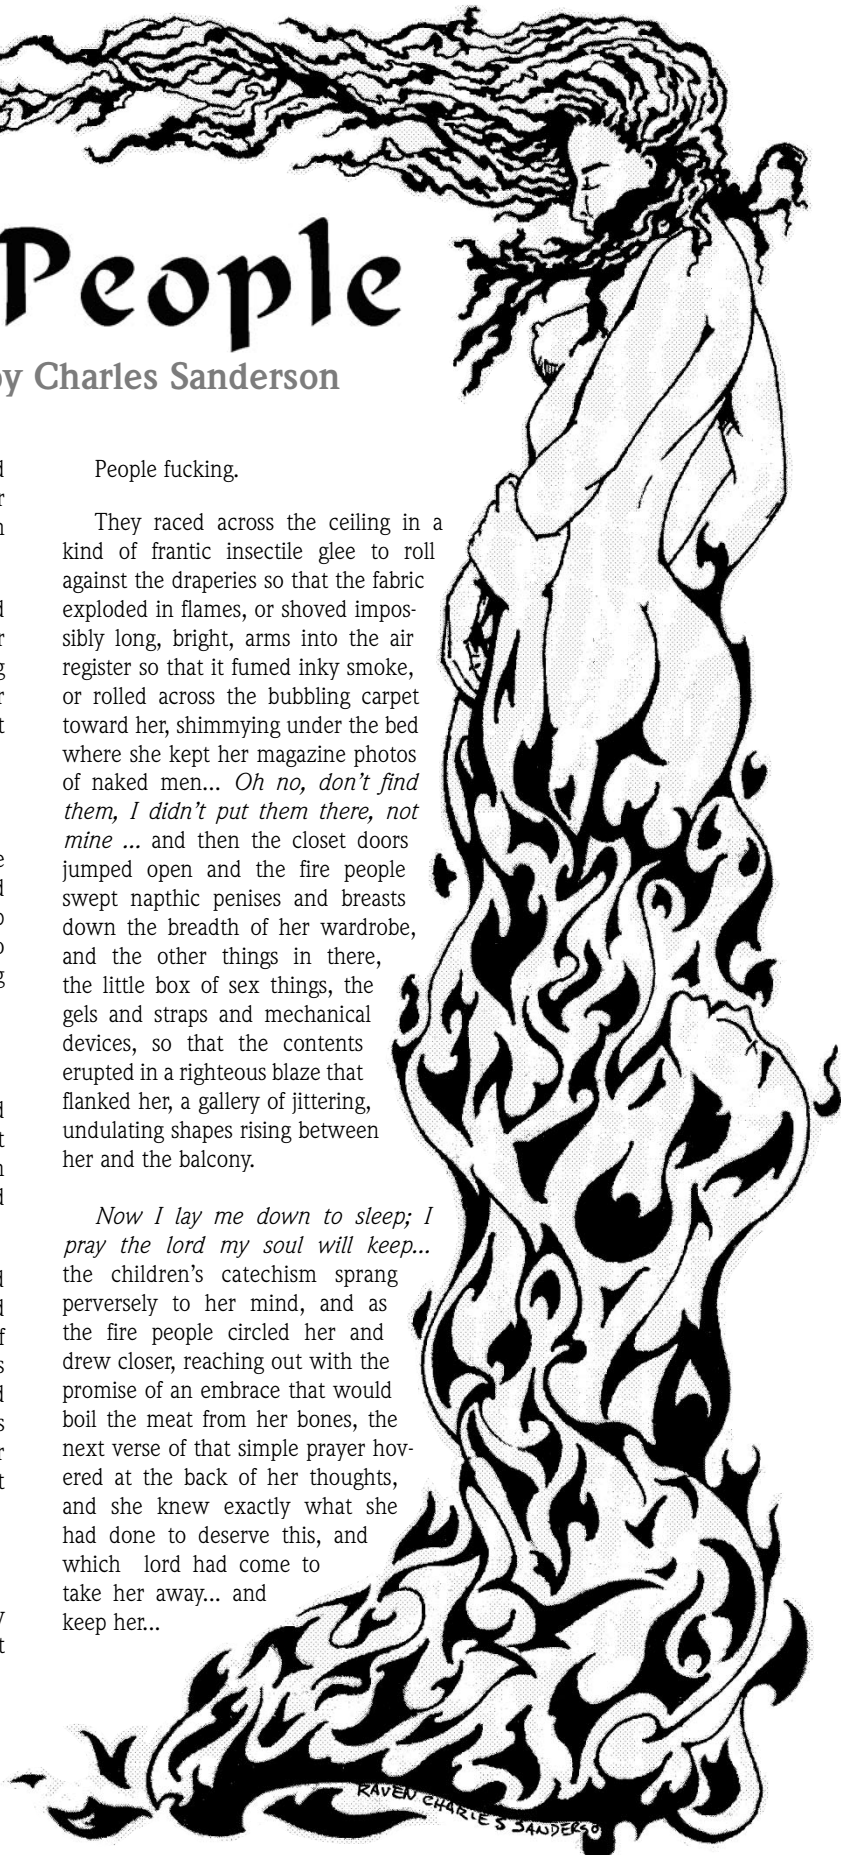 People
by Charles Sanderson
People fucking.
They raced across the ceiling in a
kind of frantic insectile glee to roll
against the draperies so that the fabric
exploded in flames, or shoved impos-
sibly long, bright, arms into the air
register so that it fumed inky smoke,
or rolled across the bubbling carpet
toward her, shimmying under the bed
where she kept her magazine photos
of naked men... Oh no, don't find
them, I didn't put them there, not
mine ... and then the closet doors
jumped open and the fire people
swept napthic penises and breasts
down the breadth of her wardrobe,
and the other things in there,
the little box of sex things, the
gels and straps and mechanical
devices, so that the contents
erupted in a righteous blaze that
flanked her, a gallery of jittering,
undulating shapes rising between
her and the balcony.
Now I lay me down to sleep; I
pray the lord my soul will keep...
the children's catechism sprang
perversely to her mind, and as
the fire people circled her and
drew closer, reaching out with the
promise of an embrace that would
boil the meat from her bones, the
next verse of that simple prayer hov-
ered at the back of her thoughts,
and she knew exactly what she
had done to deserve this, and
which lord had come to
take her away... and
keep her...
RAVEN CHARLES SANDERSO